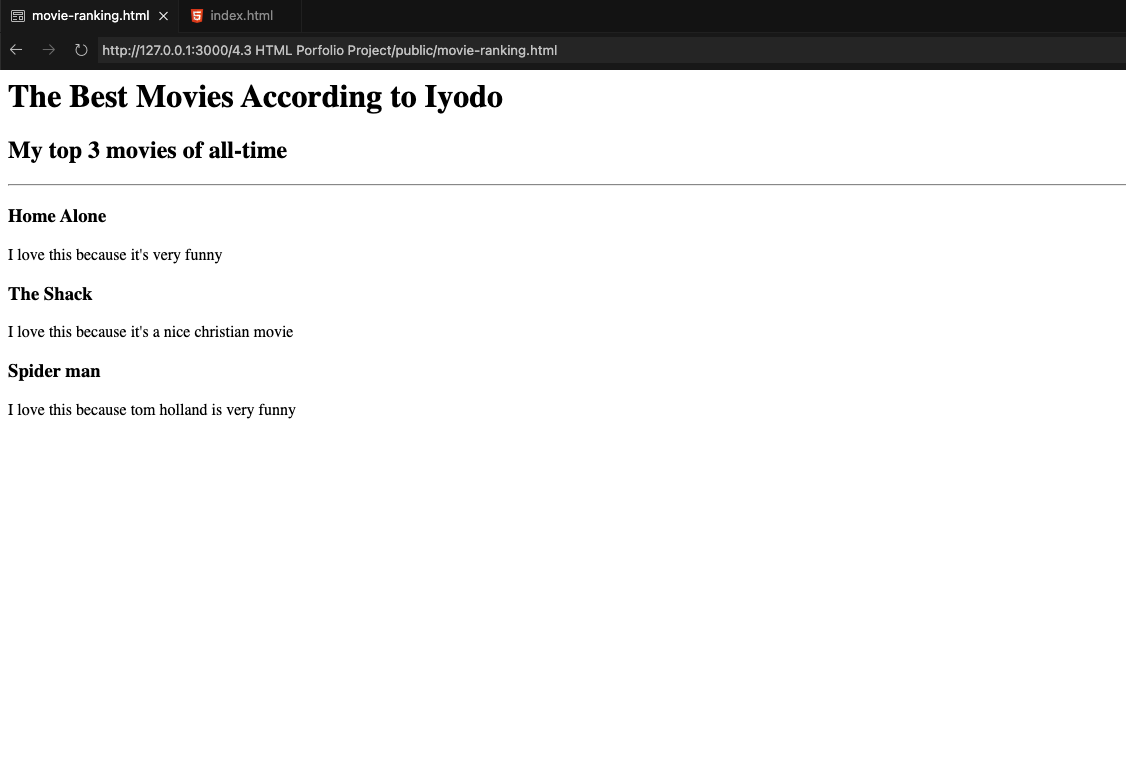 movie-ranking.html
index.html
http://127.0.0.1:3000/4.3 HTML Porfolio Project/public/movie-ranking.html
The Best Movies According to Iyodo
My top 3 movies of all-time
Home Alone
I love this because it's very funny
The Shack
I love this because it's a nice christian movie
Spider man
I love this because tom holland is very funny